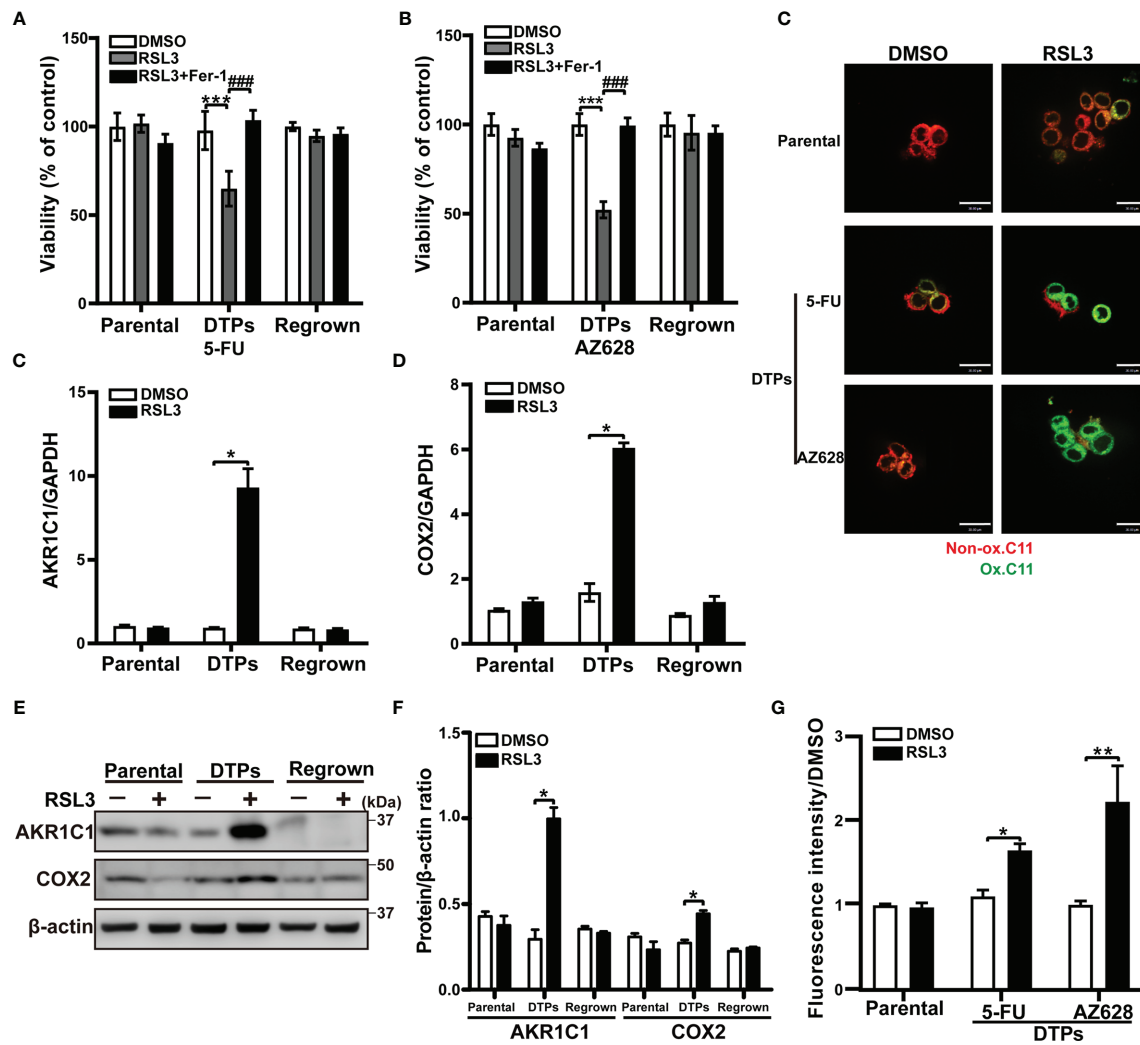 A
DMSO
RSL3
RSL3+Fer-1
Viability (% of control)
150
100
50
0
***
###
Parental
DTPs
Regrown
5-FU
B
DMSO
RSL3
RSL3+Fer-1
Viability (% of control)
150
100
50
0
***
###
Parental
DTPs
Regrown
AZ628
C
DMSO
RSL3
Parental
5-FU
DTPs
AZ628
Non-ox.C11
Ox.C11
C
DMSO
RSL3
AKR1C1/GAPDH
15
10
5
0
*
Parental
DTPs
Regrown
D
DMSO
RSL3
COX2/GAPDH
8
6
4
2
0
*
Parental
DTPs
Regrown
E
Parental
DTPs
Regrown
RSL3
− + − + − + (kDa)
AKR1C1
37
COX2
50
β-actin
37
F
DMSO
RSL3
Protein/β-actin ratio
1.5
1.0
0.5
0.0
*
*
Parental
DTPs
Regrown
Parental
DTPs
Regrown
AKR1C1
COX2
G
DMSO
RSL3
Fluorescence intensity/DMSO
3
2
1
0
*
**
Parental
5-FU
AZ628
DTPs